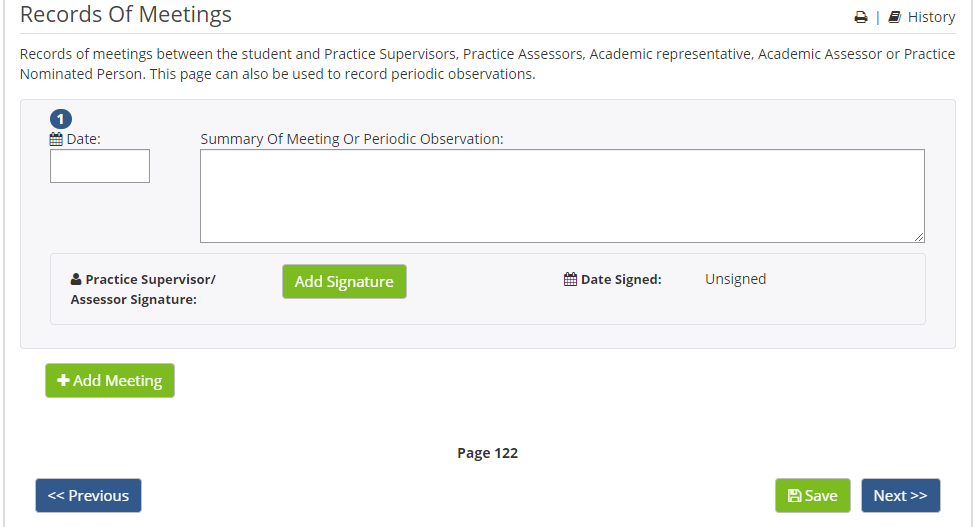 Records Of Meetings
| History
Records of meetings between the student and Practice Supervisors, Practice Assessors, Academic representative, Academic Assessor or Practice
Nominated Person. This page can also be used to record periodic observations.
1
Date:
Summary Of Meeting Or Periodic Observation:
Practice Supervisor/
Assessor Signature:
Add Signature
Date Signed:
Unsigned
+ Add Meeting
Page 122
<< Previous
Save
Next >>